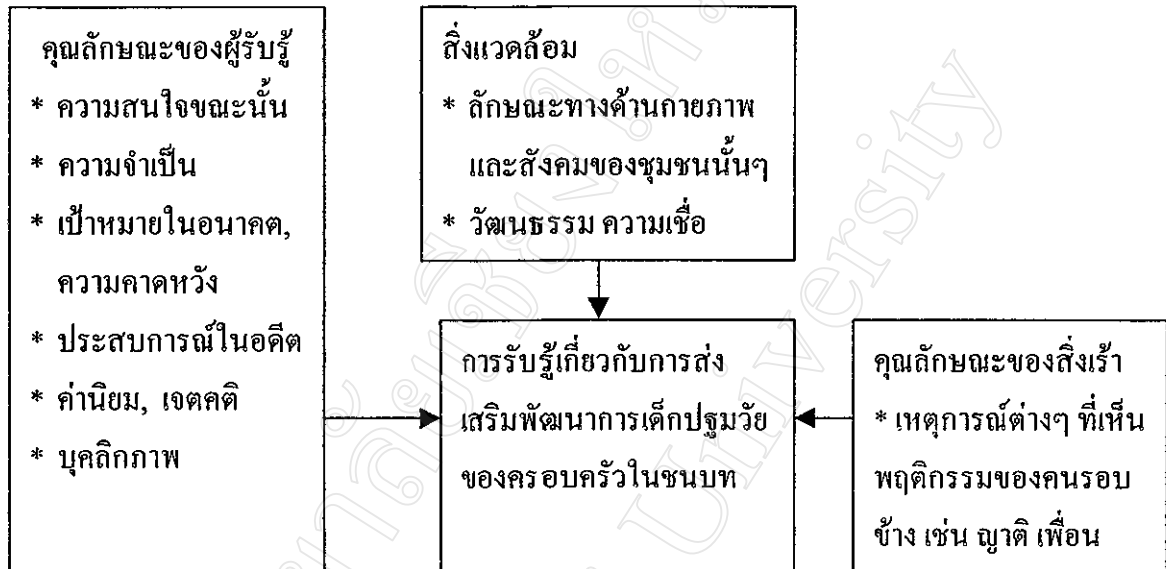 คุณลักษณะของผู้รับรู้
* ความสนใจขณะนั้น
* ความจำเป็น
* เป้าหมายในอนาคต,
ความคาดหวัง
* ประสบการณ์ในอดีต
* ค่านิยม, เจตคติ
* บุคลิกภาพ
สิ่งแวดล้อม
* ลักษณะทางด้านกายภาพ
และสังคมของชุมชนนั้นๆ
* วัฒนธรรม ความเชื่อ
การรับรู้เกี่ยวกับการส่ง
เสริมพัฒนาการเด็กปฐมวัย
ของครอบครัวในชนบท
คุณลักษณะของสิ่งเร้า
* เหตุการณ์ต่างๆ ที่เห็น
พฤติกรรมของคนรอบ
ข้าง เช่น ญาติ เพื่อน
University